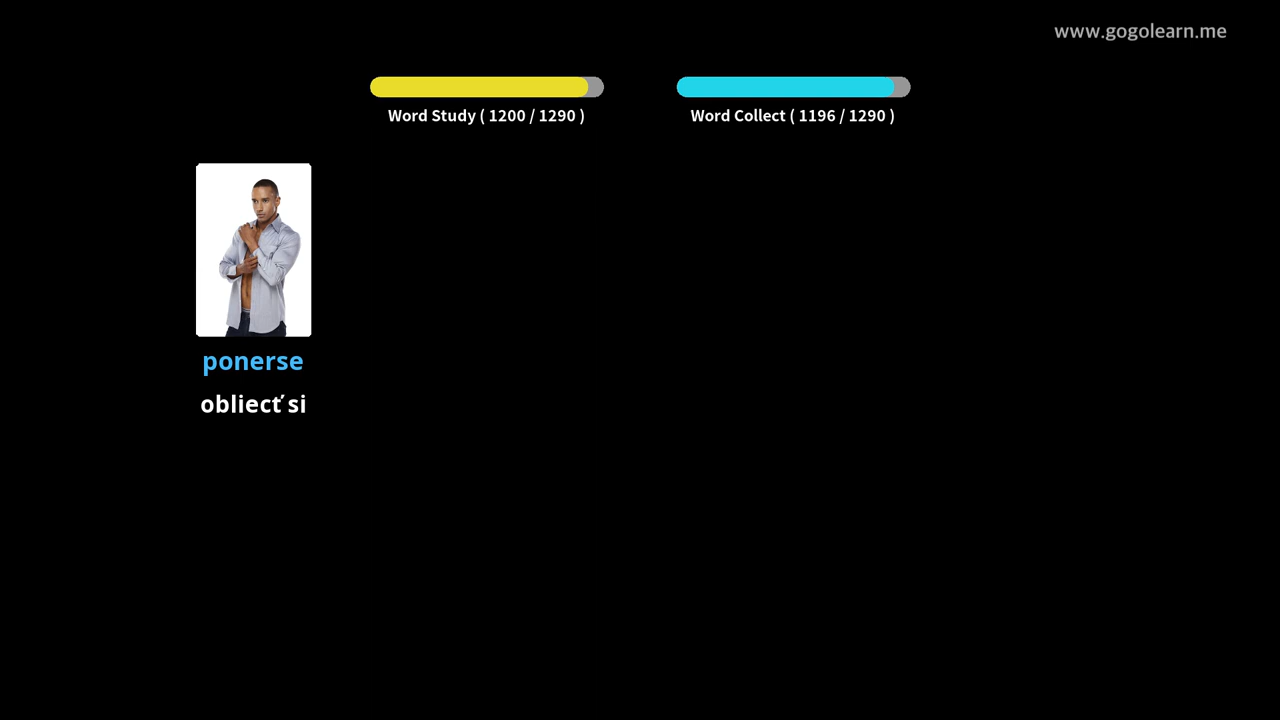 www.gogolearn.me
Word Study ( 1200 / 1290 )
Word Collect ( 1196 / 1290 )
ponerse
obliecť si